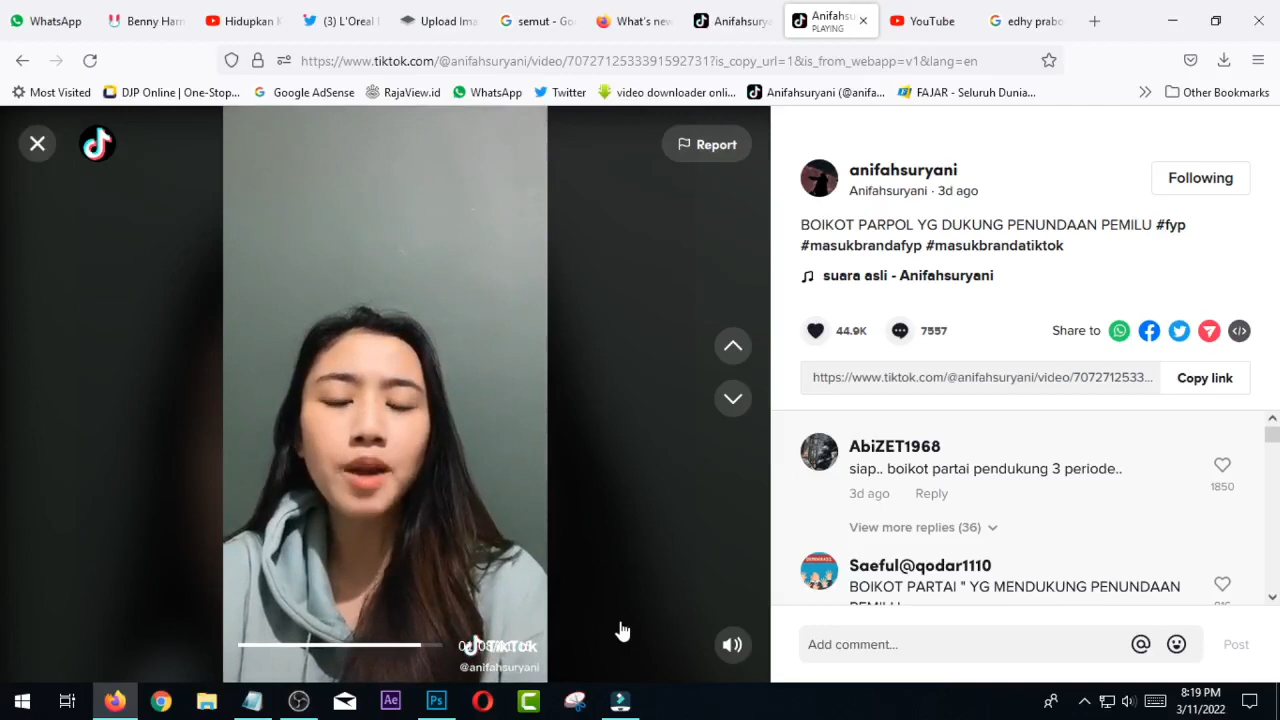 WhatsApp
Benny Harn
Hidupkan K
(3) L'Oreal
Upload Ima
semut - Go
What's new
Anifahsurya
Anifahsu
PLAYING
YouTube
edhy prabo
https://www.tiktok.com/@anifahsuryani/video/7072712533391592731?is_copy_url=1&is_from_webapp=v1&lang=en
Most Visited
DJP Online | One-Stop...
Google AdSense
RajaView.id
WhatsApp
Twitter
video downloader onli...
Anifahsuryani (@anifa...
FAJAR - Seluruh Dunia...
Other Bookmarks
Report
TikTok
@anifahsuryani
anifahsuryani
Anifahsuryani · 3d ago
Following
BOIKOT PARPOL YG DUKUNG PENUNDAAN PEMILU #fyp
#masukbrandafyp #masukbrandatiktok
suara asli - Anifahsuryani
44.9K
7557
Share to
https://www.tiktok.com/@anifahsuryani/video/7072712533...
Copy link
AbiZET1968
siap.. boikot partai pendukung 3 periode..
1850
3d ago
Reply
View more replies (36)
Saeful@qodar1110
BOIKOT PARTAI " YG MENDUKUNG PENUNDAAN
PEMILU
Add comment...
Post
Ae
Ps
8:19 PM
3/11/2022